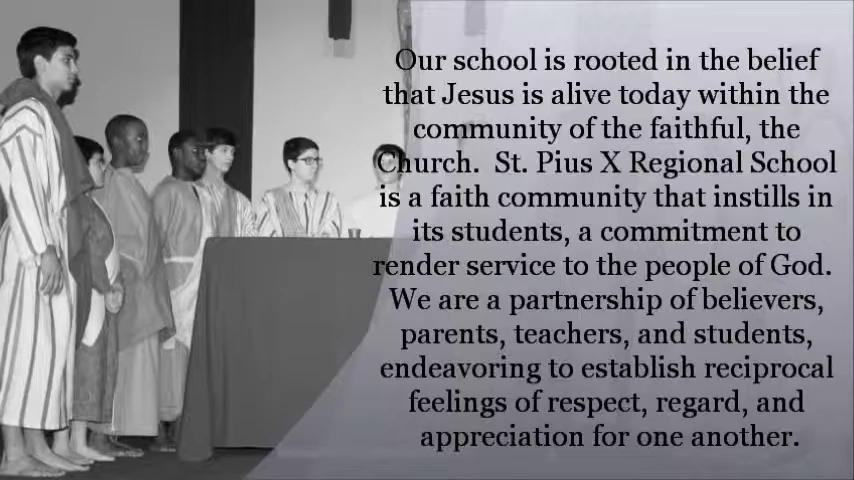 Our school is rooted in the belief
that Jesus is alive today within the
community of the faithful, the
Church.  St. Pius X Regional School
is a faith community that instills in
its students, a commitment to
render service to the people of God.
We are a partnership of believers,
parents, teachers, and students,
endeavoring to establish reciprocal
feelings of respect, regard, and
appreciation for one another.